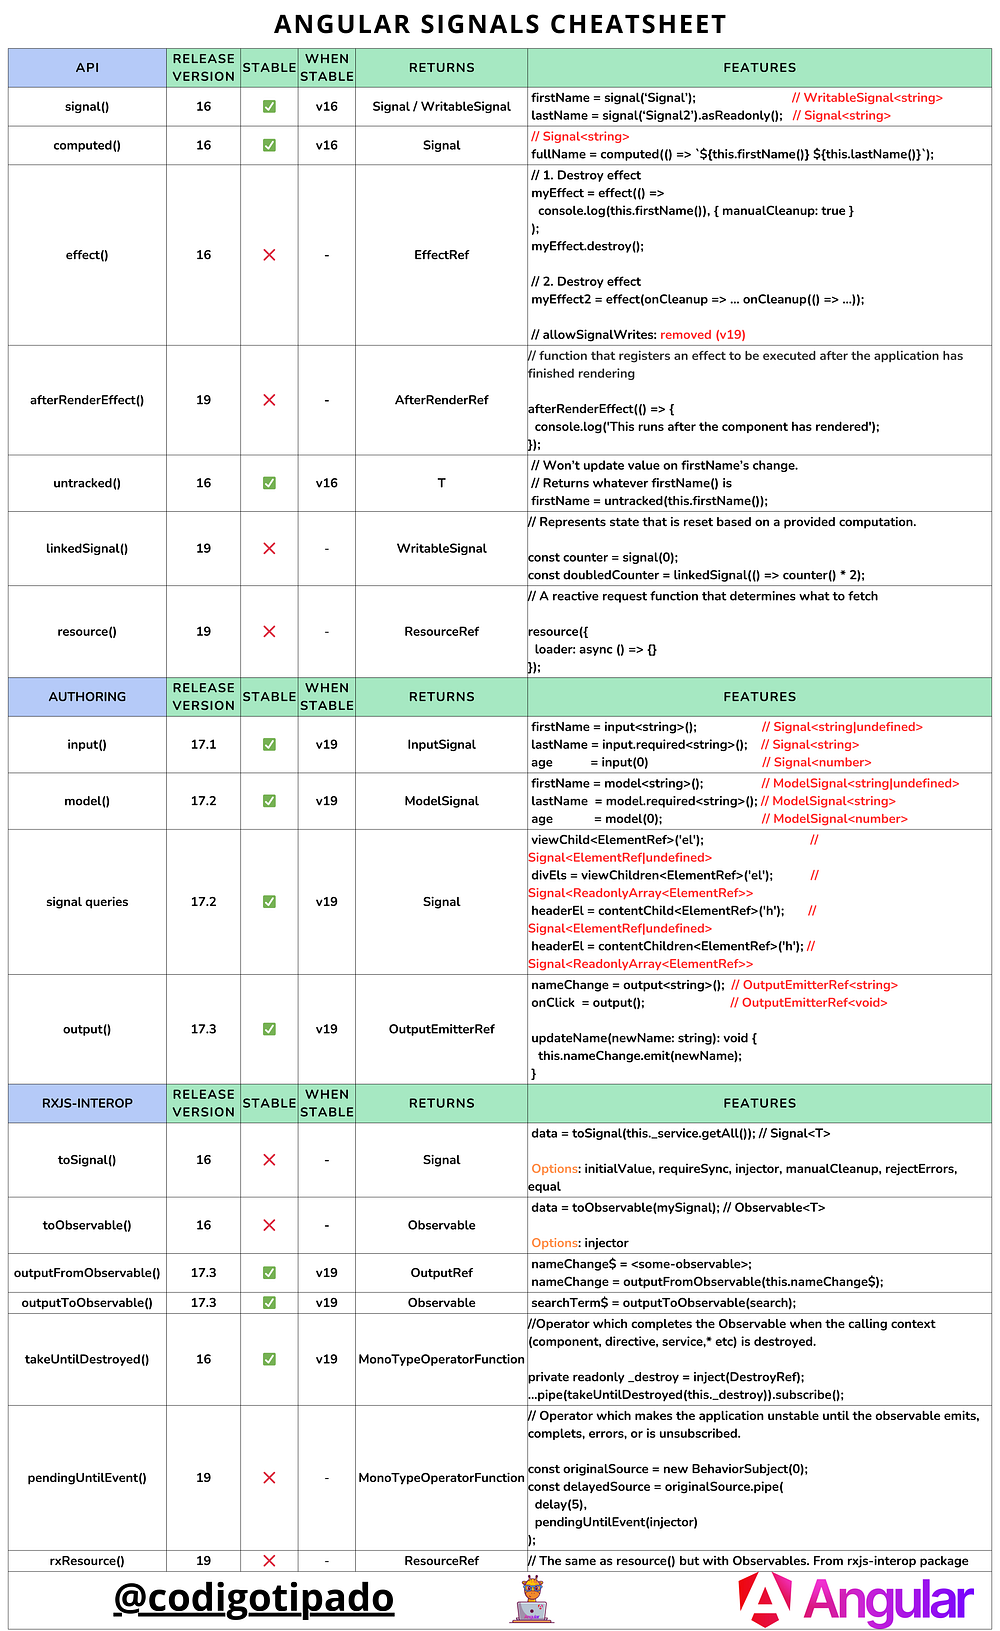 ANGULAR SIGNALS CHEATSHEET
API RELEASE VERSION STABLE WHEN STABLE RETURNS FEATURES
signal() 16 ✅ v16 Signal / WritableSignal
firstName = signal(‘Signal’); // WritableSignal<string>
lastName = signal(‘Signal2’).asReadonly(); // Signal<string>
computed() 16 ✅ v16 Signal
// Signal<string>
fullName = computed(() => `${this.firstName()} ${this.lastName()}`);
effect() 16 ❌ - EffectRef
// 1. Destroy effect
myEffect = effect(() =>
console.log(this.firstName()), { manualCleanup: true }
);
myEffect.destroy();
// 2. Destroy effect
myEffect2 = effect(onCleanup => ... onCleanup(() => ...));
// allowSignalWrites: removed (v19)
afterRenderEffect() 19 ❌ - AfterRenderRef
// function that registers an effect to be executed after the application has
finished rendering
afterRenderEffect(() => {
console.log('This runs after the component has rendered');
});
untracked() 16 ✅ v16 T
// Won’t update value on firstName’s change.
// Returns whatever firstName() is
firstName = untracked(this.firstName());
linkedSignal() 19 ❌ - WritableSignal
// Represents state that is reset based on a provided computation.
const counter = signal(0);
const doubledCounter = linkedSignal(() => counter() * 2);
resource() 19 ❌ - ResourceRef
// A reactive request function that determines what to fetch
resource({
loader: async () => {}
});
AUTHORING RELEASE VERSION STABLE WHEN STABLE RETURNS FEATURES
input() 17.1 ✅ v19 InputSignal
firstName = input<string>(); // Signal<string|undefined>
lastName = input.required<string>(); // Signal<string>
age = input(0) // Signal<number>
model() 17.2 ✅ v19 ModelSignal
firstName = model<string>(); // ModelSignal<string|undefined>
lastName = model.required<string>(); // ModelSignal<string>
age = model(0); // ModelSignal<number>
signal queries 17.2 ✅ v19 Signal
viewChild<ElementRef>('el'); //
Signal<ElementRef|undefined>
divEls = viewChildren<ElementRef>('el'); //
Signal<ReadonlyArray<ElementRef>>
headerEl = contentChild<ElementRef>('h'); //
Signal<ElementRef|undefined>
headerEl = contentChildren<ElementRef>('h'); //
Signal<ReadonlyArray<ElementRef>>
output() 17.3 ✅ v19 OutputEmitterRef
nameChange = output<string>(); // OutputEmitterRef<string>
onClick = output(); // OutputEmitterRef<void>
updateName(newName: string): void {
this.nameChange.emit(newName);
}
RXJS-INTEROP RELEASE VERSION STABLE WHEN STABLE RETURNS FEATURES
toSignal() 16 ❌ - Signal
data = toSignal(this._service.getAll()); // Signal<T>
Options: initialValue, requireSync, injector, manualCleanup, rejectErrors,
equal
toObservable() 16 ❌ - Observable
data = toObservable(mySignal); // Observable<T>
Options: injector
outputFromObservable() 17.3 ✅ v19 OutputRef
nameChange$ = <some-observable>;
nameChange = outputFromObservable(this.nameChange$);
outputToObservable() 17.3 ✅ v19 Observable
searchTerm$ = outputToObservable(search);
takeUntilDestroyed() 16 ✅ v19 MonoTypeOperatorFunction
//Operator which completes the Observable when the calling context
(component, directive, service,* etc) is destroyed.
private readonly _destroy = inject(DestroyRef);
...pipe(takeUntilDestroyed(this._destroy)).subscribe();
pendingUntilEvent() 19 ❌ - MonoTypeOperatorFunction
// Operator which makes the application unstable until the observable emits,
complets, errors, or is unsubscribed.
const originalSource = new BehaviorSubject(0);
const delayedSource = originalSource.pipe(
delay(5),
pendingUntilEvent(injector)
);
rxResource() 19 ❌ - ResourceRef
// The same as resource() but with Observables. From rxjs-interop package
@codigotipado
Angular